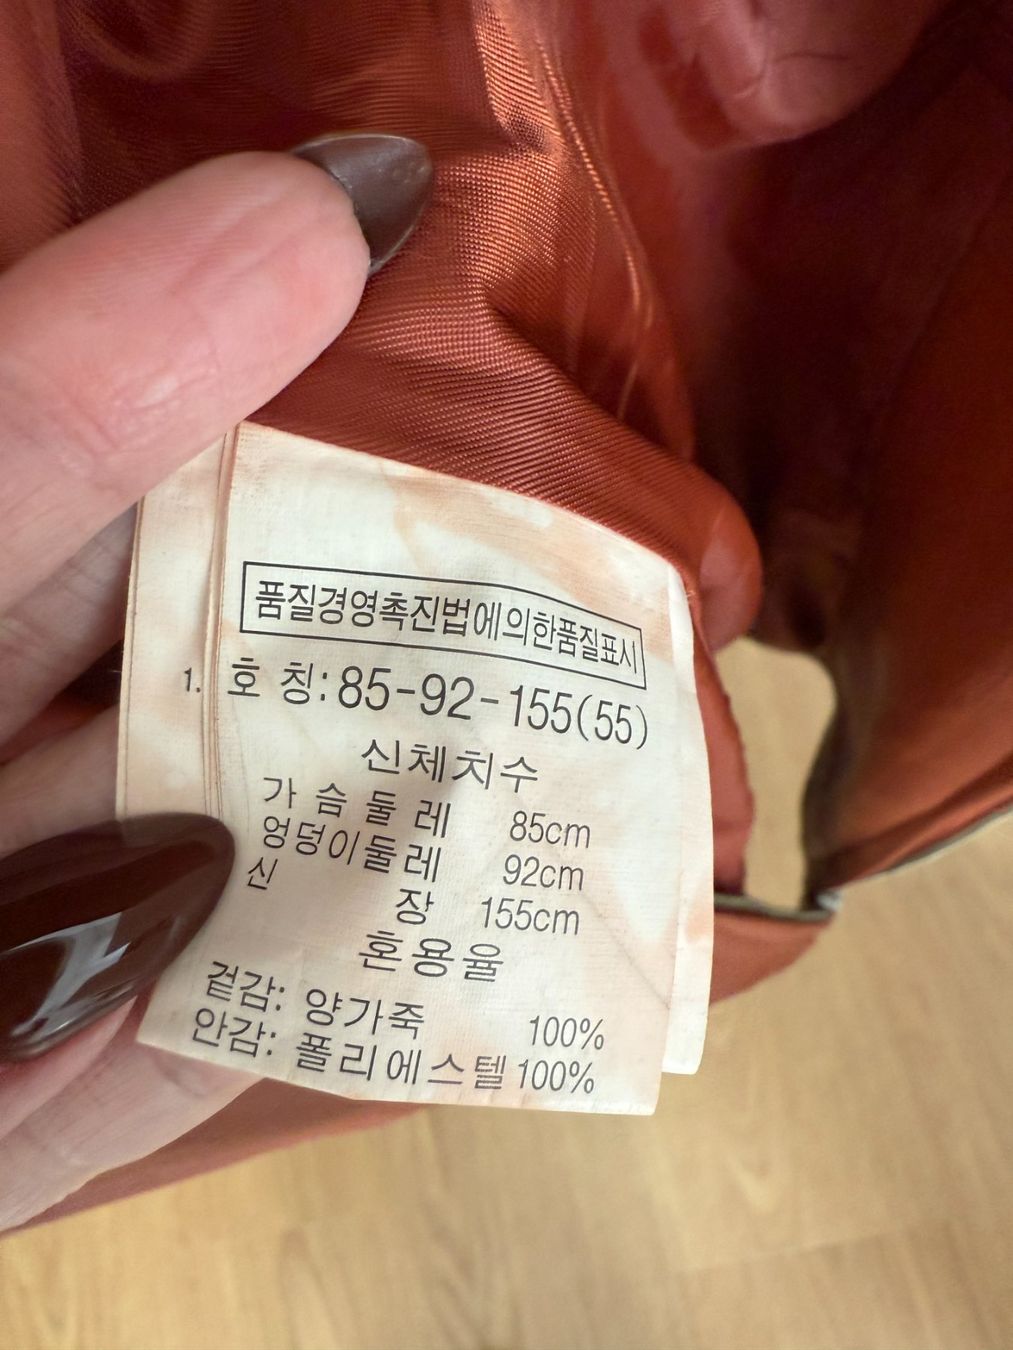 품질경영촉진법에의한품질표시
1. 호 칭: 85-92-155(55)
신체치수
가 슴 둘 레 85cm
엉덩이둘레 92cm
신 장 155cm
혼용율
겉감: 양가죽 100%
안감: 폴리에스텔 100%